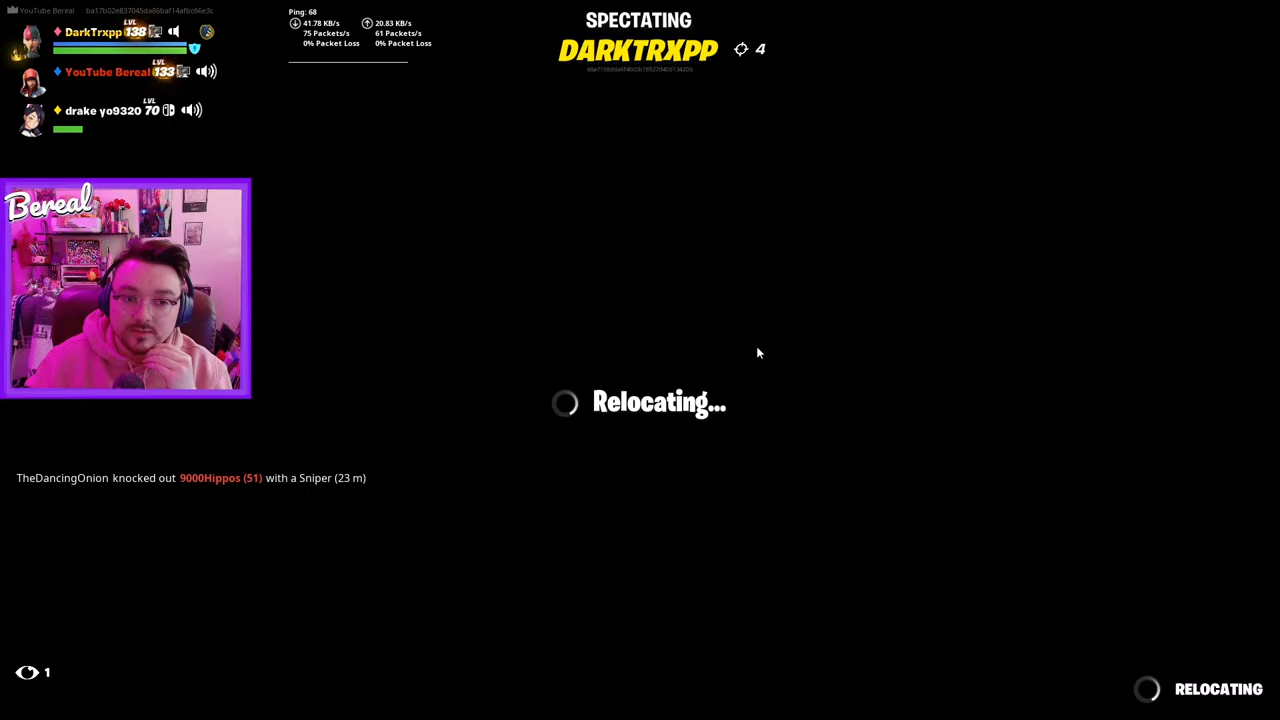 YouTube Bereal ba17b02e837045da86baf14afbc66e3c
Ping: 68
41.78 KB/s 20.83 KB/s
75 Packets/s 61 Packets/s
0% Packet Loss 0% Packet Loss
DarkTrxpp LVL 138
YouTube Bereal LVL 133
drake yo9320 LVL 70
SPECTATING
DARKTRXPP 4
Bereal
Relocating...
TheDancingOnion knocked out 9000Hippos (51) with a Sniper (23 m)
1
RELOCATING